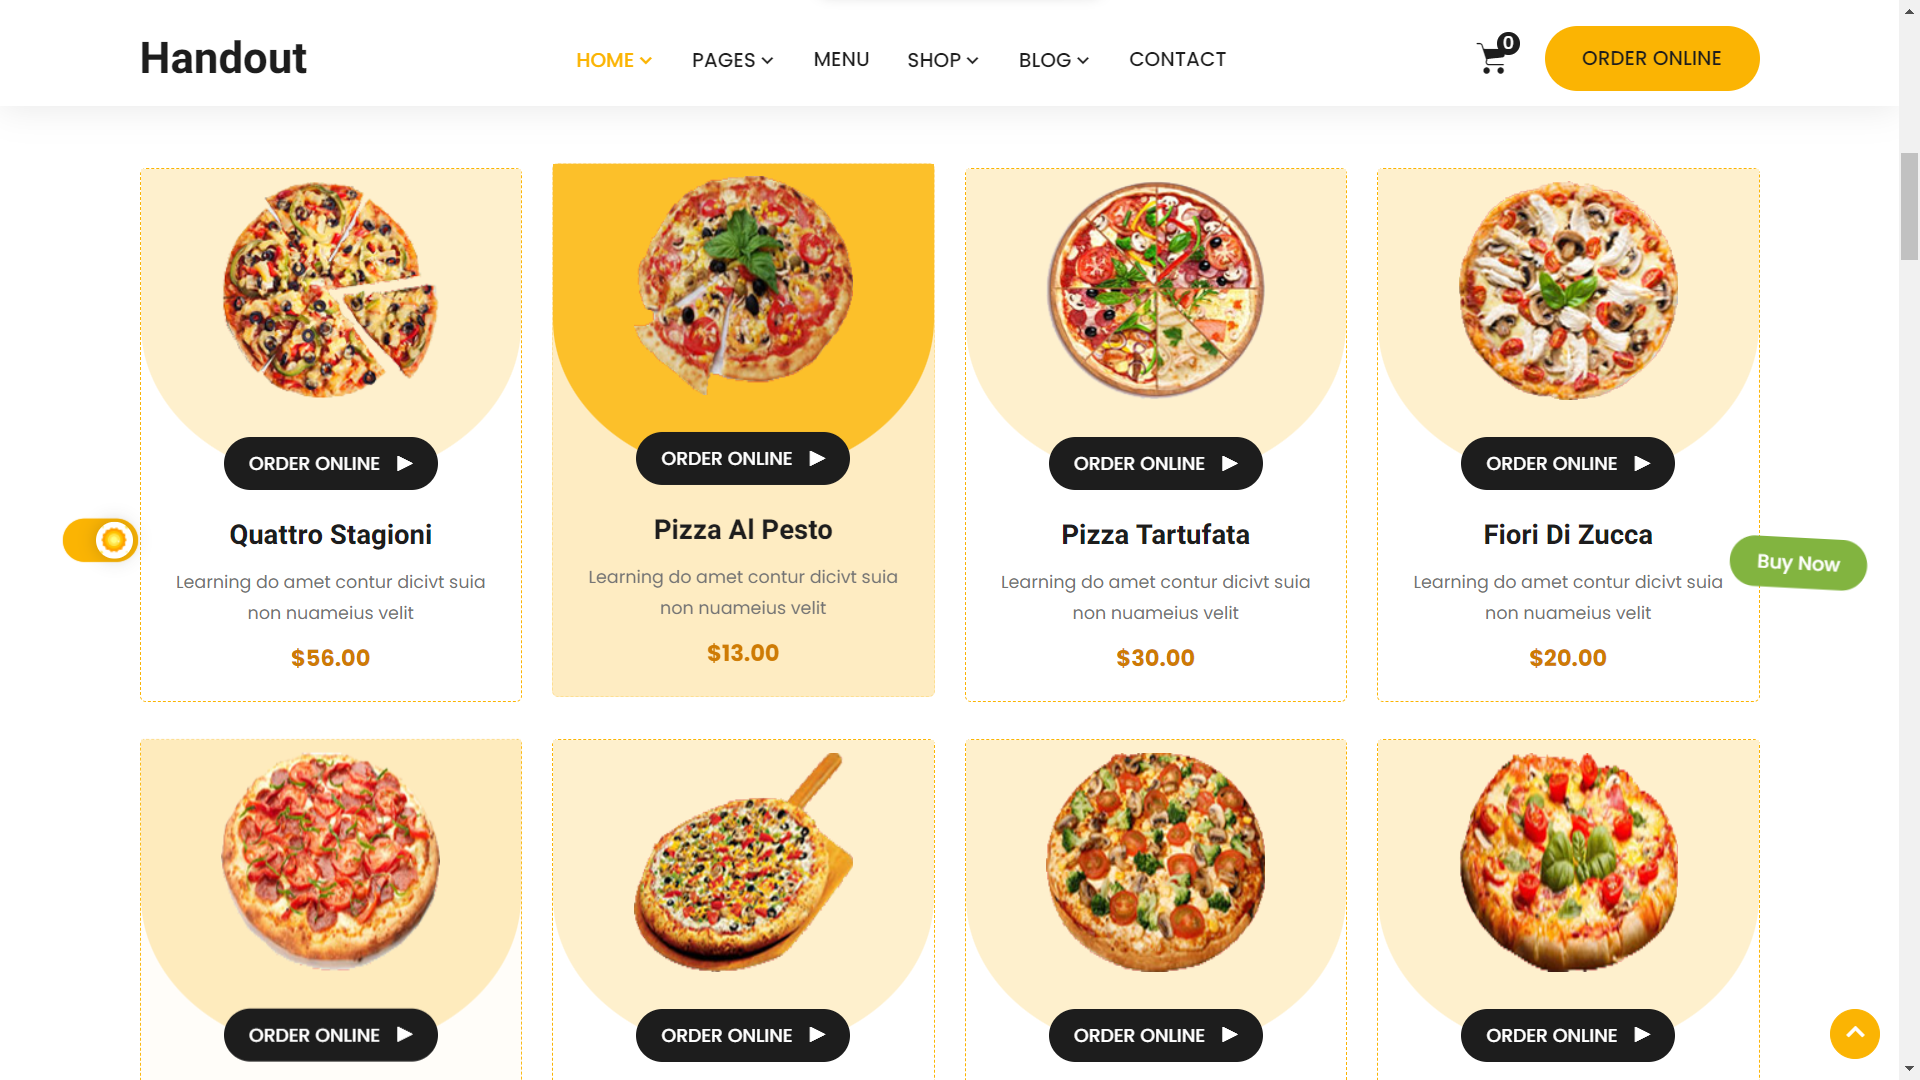 Handout
HOME
PAGES
MENU
SHOP
BLOG
CONTACT
0
ORDER ONLINE
ORDER ONLINE
Quattro Stagioni
Learning do amet contur dicivt suia
non nuameius velit
$56.00
ORDER ONLINE
Pizza Al Pesto
Learning do amet contur dicivt suia
non nuameius velit
$13.00
ORDER ONLINE
Pizza Tartufata
Learning do amet contur dicivt suia
non nuameius velit
$30.00
ORDER ONLINE
Fiori Di Zucca
Learning do amet contur dicivt suia
non nuameius velit
$20.00
Buy Now
ORDER ONLINE
ORDER ONLINE
ORDER ONLINE
ORDER ONLINE